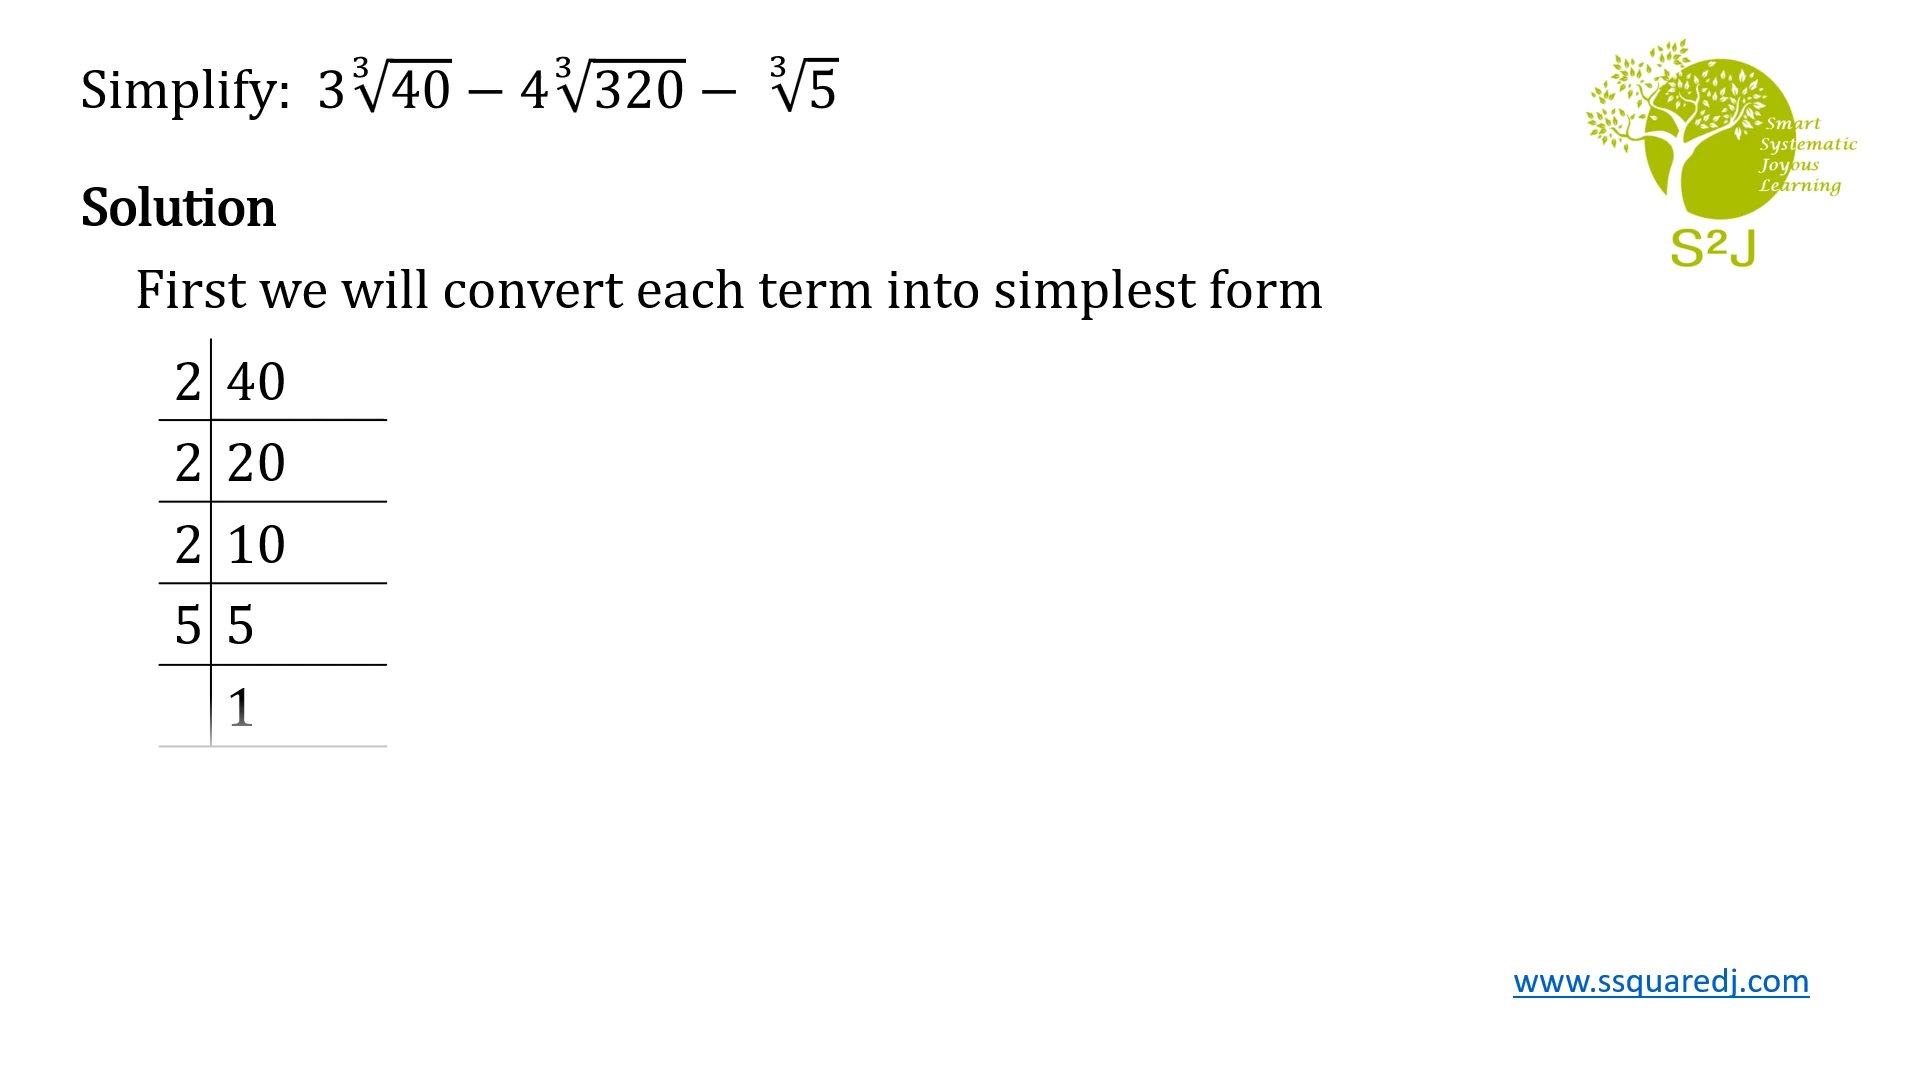 Simplify: 3∛40 − 4∛320 − ∛5
Smart
Systematic
Joyous
Learning
S²J
Solution
First we will convert each term into simplest form
2 40
2 20
2 10
5 5
1
www.ssquaredj.com